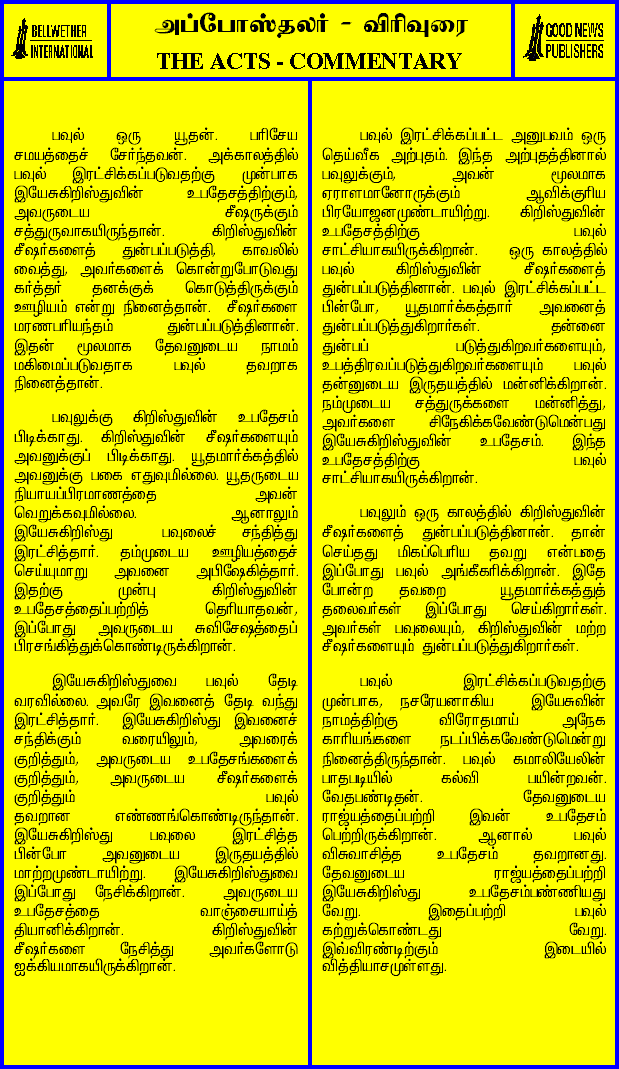 BELLWETHER
INTERNATIONAL
அப்போஸ்தலர் - விரிவுரை
THE ACTS - COMMENTARY
GOOD NEWS
PUBLISHERS
பவுல் ஒரு யூதன். பரிசேய
சமயத்தைச் சேர்ந்தவன். அக்காலத்தில்
பவுல் இரட்சிக்கப்படுவதற்கு முன்பாக
இயேசுகிறிஸ்துவின் உபதேசத்திற்கும்,
அவருடைய சீஷருக்கும்
சத்துருவாகயிருந்தான். கிறிஸ்துவின்
சீஷர்களைத் துன்பப்படுத்தி, காவலில்
வைத்து, அவர்களைக் கொன்றுபோடுவது
கர்த்தர் தனக்குக் கொடுத்திருக்கும்
ஊழியம் என்று நினைத்தான். சீஷர்களை
மரணபரியந்தம் துன்பப்படுத்தினான்.
இதன் மூலமாக தேவனுடைய நாமம்
மகிமைப்படுவதாக பவுல் தவறாக
நினைத்தான்.
பவுலுக்கு கிறிஸ்துவின் உபதேசம்
பிடிக்காது. கிறிஸ்துவின் சீஷர்களையும்
அவனுக்குப் பிடிக்காது. யூதமார்க்கத்தில்
அவனுக்கு பகை எதுவுமில்லை. யூதருடைய
நியாயப்பிரமாணத்தை அவன்
வெறுக்கவுமில்லை. ஆனாலும்
இயேசுகிறிஸ்து பவுலைச் சந்தித்து
இரட்சித்தார். தம்முடைய ஊழியத்தைச்
செய்யுமாறு அவனை அபிஷேகித்தார்.
இதற்கு முன்பு கிறிஸ்துவின்
உபதேசத்தைப்பற்றித் தெரியாதவன்,
இப்போது அவருடைய சுவிசேஷத்தைப்
பிரசங்கித்துக்கொண்டிருக்கிறான்.
இயேசுகிறிஸ்துவை பவுல் தேடி
வரவில்லை. அவரே இவனைத் தேடி வந்து
இரட்சித்தார். இயேசுகிறிஸ்து இவனைச்
சந்திக்கும் வரையிலும், அவரைக்
குறித்தும், அவருடைய உபதேசங்களைக்
குறித்தும், அவருடைய சீஷர்களைக்
குறித்தும் பவுல்
தவறான எண்ணங்கொண்டிருந்தான்.
இயேசுகிறிஸ்து பவுலை இரட்சித்த
பின்போ அவனுடைய இருதயத்தில்
மாற்றமுண்டாயிற்று. இயேசுகிறிஸ்துவை
இப்போது நேசிக்கிறான். அவருடைய
உபதேசத்தை வாஞ்சையாய்த்
தியானிக்கிறான். கிறிஸ்துவின்
சீஷர்களை நேசித்து அவர்களோடு
ஐக்கியமாகயிருக்கிறான்.
பவுல் இரட்சிக்கப்பட்ட அனுபவம் ஒரு
தெய்வீக அற்புதம். இந்த அற்புதத்தினால்
பவுலுக்கும், அவன் மூலமாக
ஏராளமானோருக்கும் ஆவிக்குரிய
பிரயோஜனமுண்டாயிற்று. கிறிஸ்துவின்
உபதேசத்திற்கு பவுல்
சாட்சியாகயிருக்கிறான். ஒரு காலத்தில்
பவுல் கிறிஸ்துவின் சீஷர்களைத்
துன்பப்படுத்தினான். பவுல் இரட்சிக்கப்பட்ட
பின்போ, யூதமார்க்கத்தார் அவனைத்
துன்பப்படுத்துகிறார்கள். தன்னை
துன்பப் படுத்துகிறவர்களையும்,
உபத்திரவப்படுத்துகிறவர்களையும் பவுல்
தன்னுடைய இருதயத்தில் மன்னிக்கிறான்.
நம்முடைய சத்துருக்களை மன்னித்து,
அவர்களை சிநேகிக்கவேண்டுமென்பது
இயேசுகிறிஸ்துவின் உபதேசம். இந்த
உபதேசத்திற்கு பவுல்
சாட்சியாகயிருக்கிறான்.
பவுலும் ஒரு காலத்தில் கிறிஸ்துவின்
சீஷர்களைத் துன்பப்படுத்தினான். தான்
செய்தது மிகப்பெரிய தவறு என்பதை
இப்போது பவுல் அங்கீகரிக்கிறான். இதே
போன்ற தவறை யூதமார்க்கத்துத்
தலைவர்கள் இப்போது செய்கிறார்கள்.
அவர்கள் பவுலையும், கிறிஸ்துவின் மற்ற
சீஷர்களையும் துன்பப்படுத்துகிறார்கள்.
பவுல் இரட்சிக்கப்படுவதற்கு
முன்பாக, நசரேயனாகிய இயேசுவின்
நாமத்திற்கு விரோதமாய் அநேக
காரியங்களை நடப்பிக்கவேண்டுமென்று
நினைத்திருந்தான். பவுல் கமாலியேலின்
பாதபடியில் கல்வி பயின்றவன்.
வேதபண்டிதன். தேவனுடைய
ராஜ்யத்தைப்பற்றி இவன் உபதேசம்
பெற்றிருக்கிறான். ஆனால் பவுல்
விசுவாசித்த உபதேசம் தவறானது.
தேவனுடைய ராஜ்யத்தைப்பற்றி
இயேசுகிறிஸ்து உபதேசம்பண்ணியது
வேறு. இதைப்பற்றி பவுல்
கற்றுக்கொண்டது வேறு.
இவ்விரண்டிற்கும் இடையில்
வித்தியாசமுள்ளது.